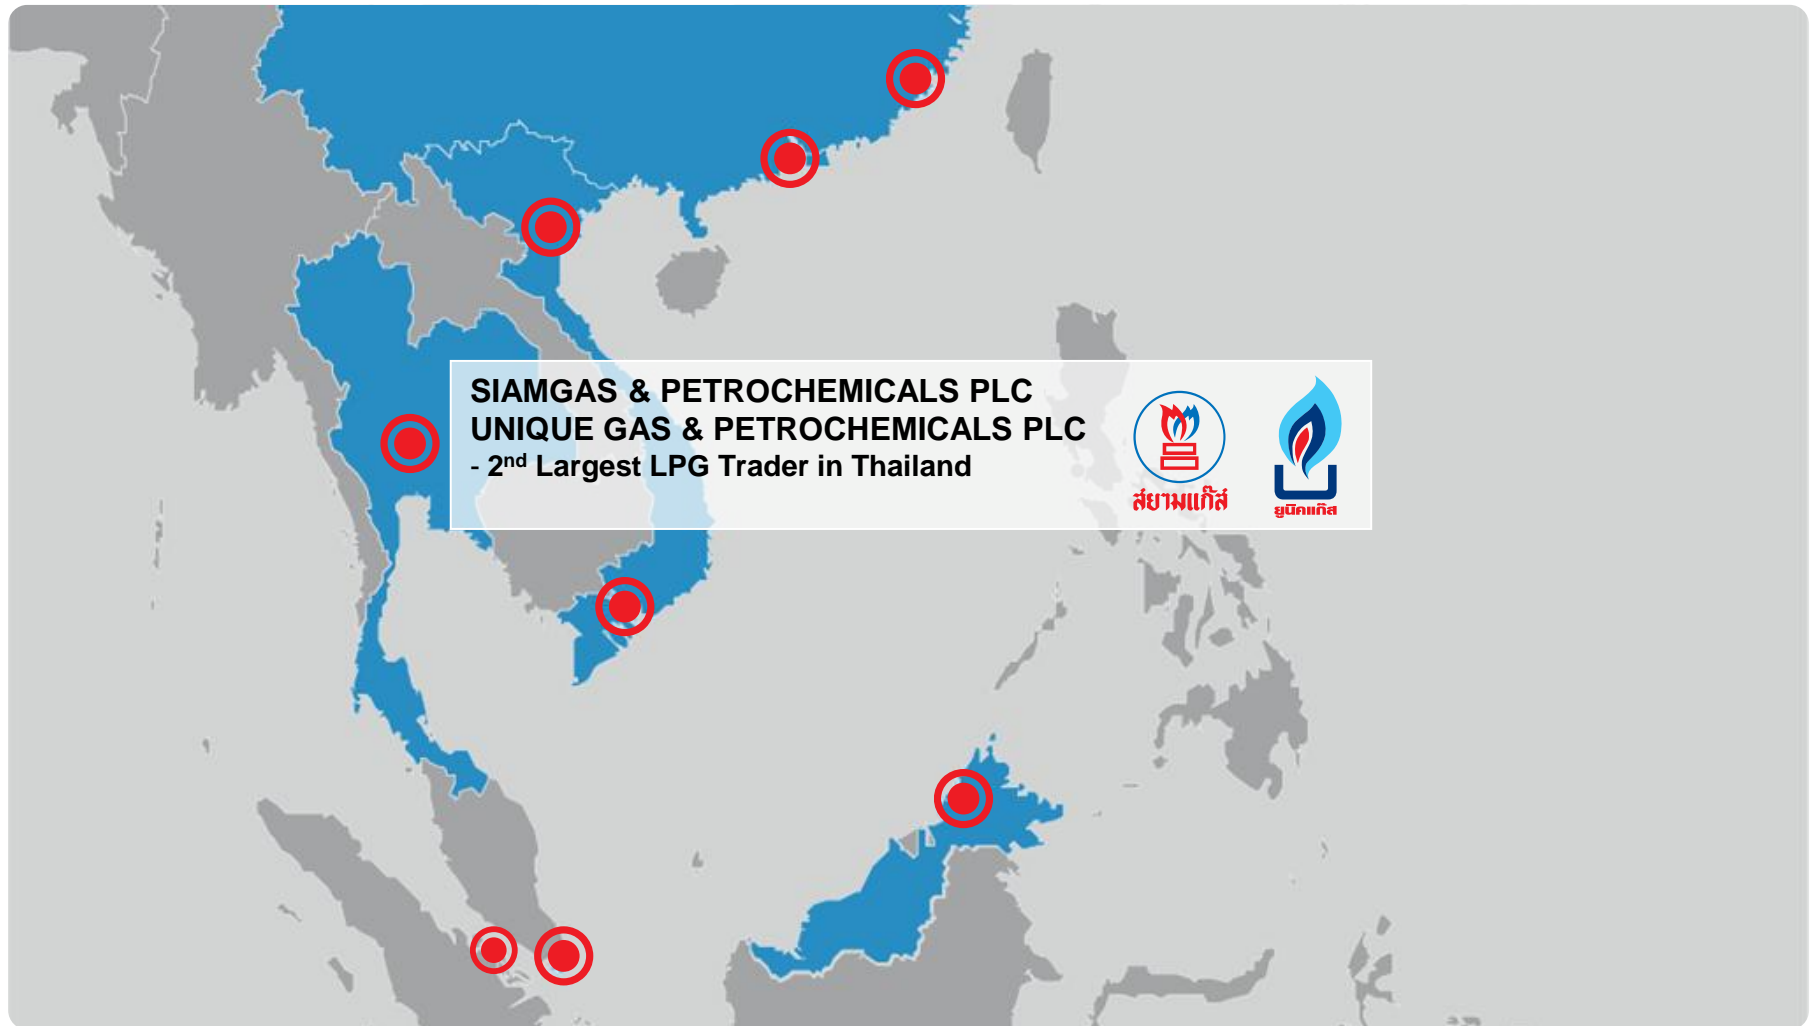 SIAMGAS & PETROCHEMICALS PLC
UNIQUE GAS & PETROCHEMICALS PLC
- 2nd Largest LPG Trader in Thailand
สยามแก๊ส
ยูนิคแก๊ส